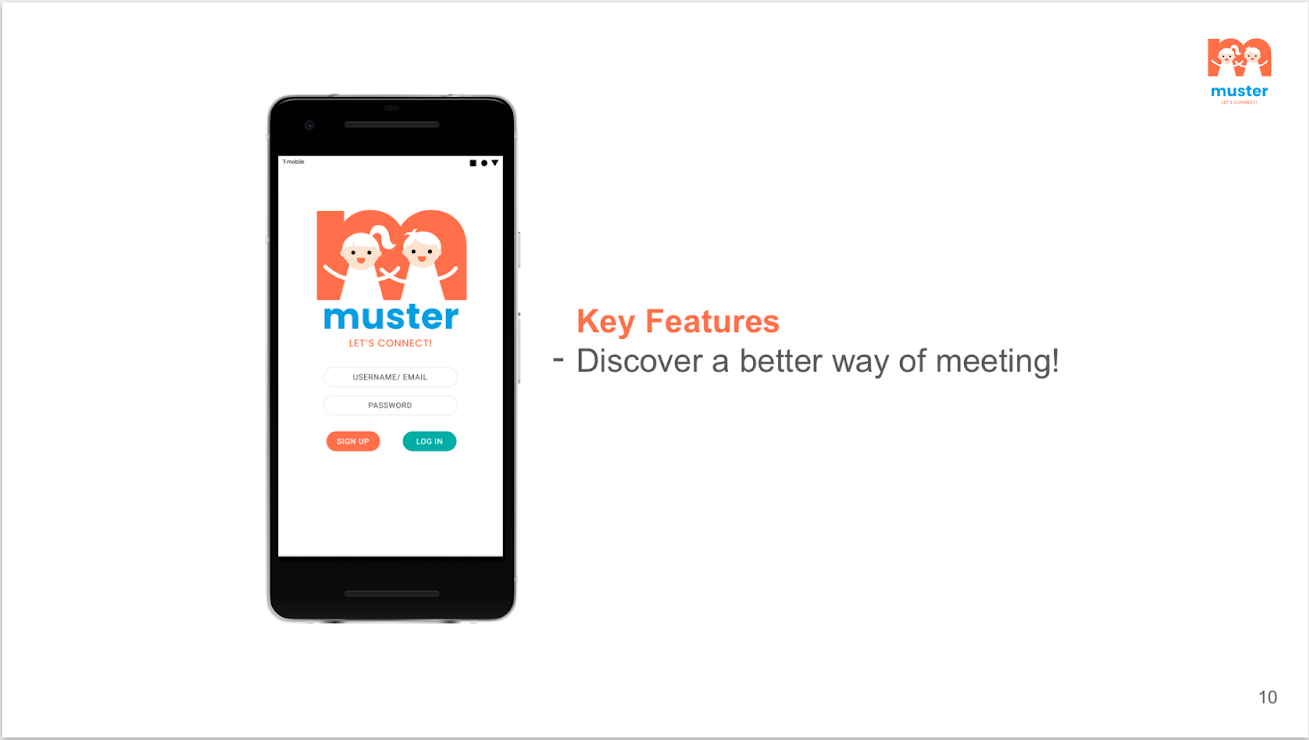 muster
LET'S CONNECT!
T-mobile
muster
LET'S CONNECT!
USERNAME/ EMAIL
PASSWORD
SIGN UP
LOG IN
Key Features
- Discover a better way of meeting!
10